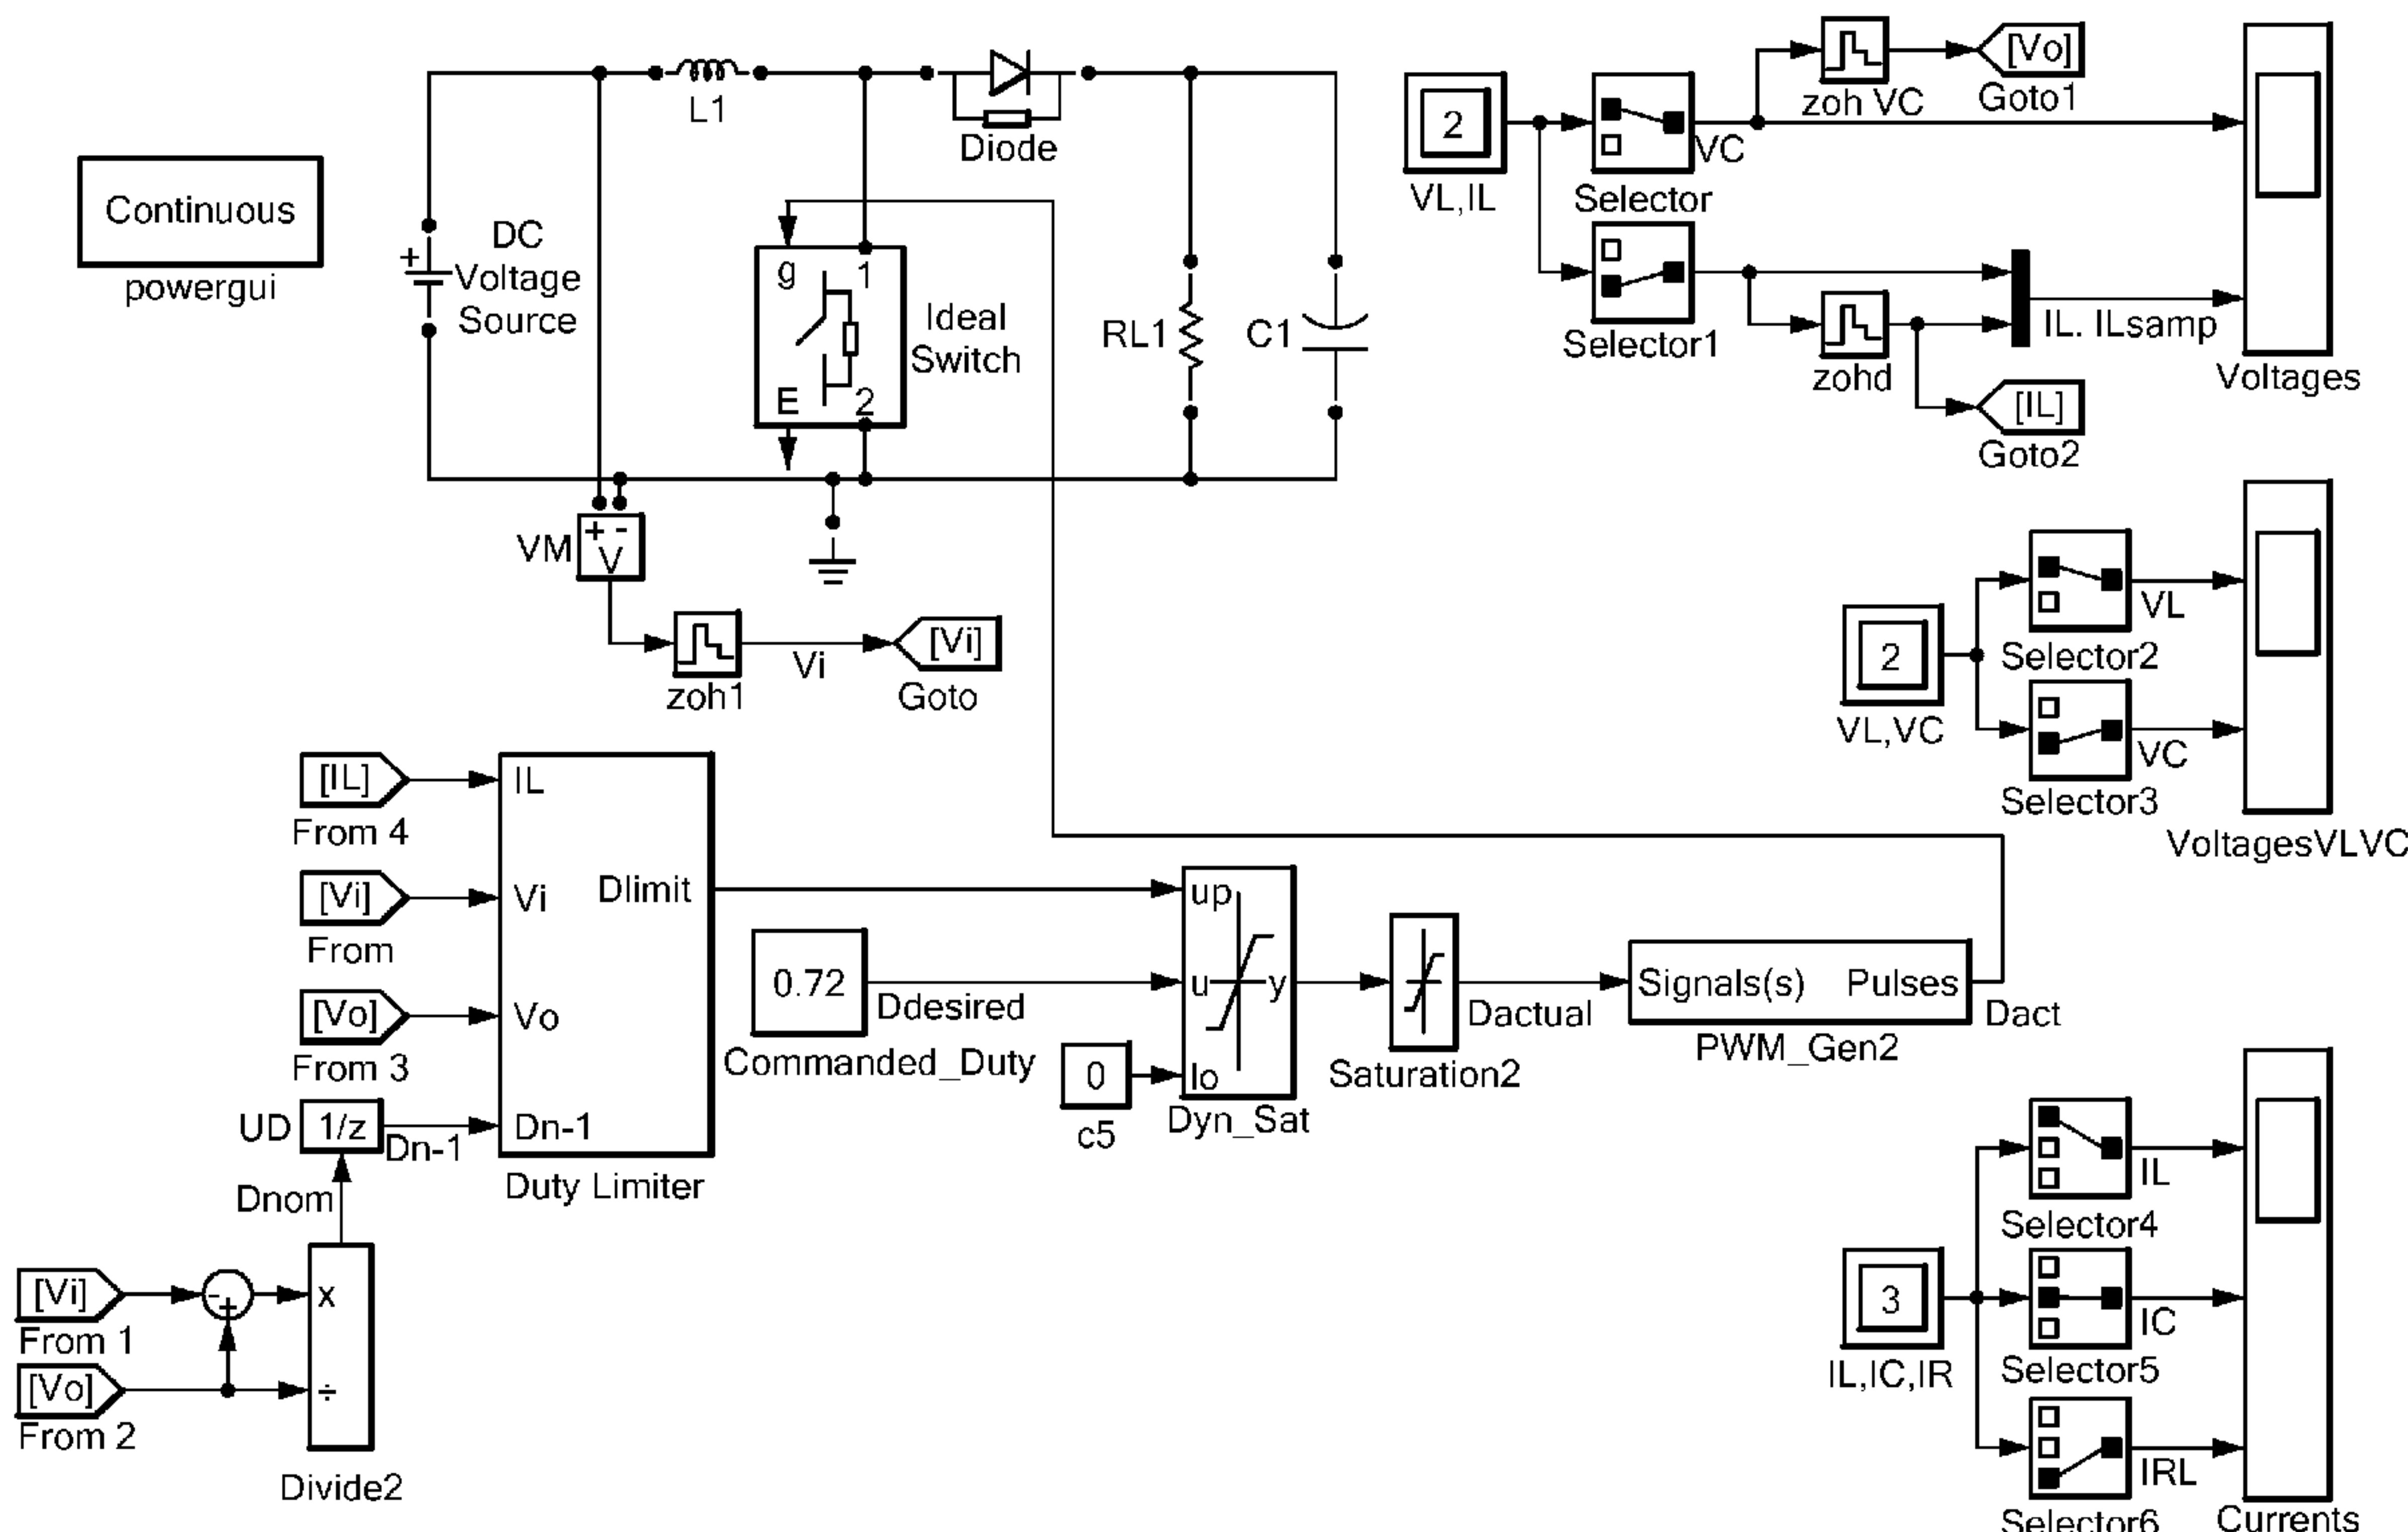 Continuous
powergui
DC
Voltage
Source
+
L1
Diode
g
1
E
2
Ideal
Switch
RL1
C1
VM
+ -
V
zoh1
Vi
[Vi]
Goto
2
VL,IL
Selector
VC
zoh VC
[Vo]
Goto1
Selector1
zohd
IL. ILsamp
[IL]
Goto2
Voltages
2
VL,VC
Selector2
VL
Selector3
VC
VoltagesVLVC
[IL]
From 4
[Vi]
From
[Vo]
From 3
UD
1/z
Dn-1
Dnom
IL
Vi
Vo
Dn-1
Dlimit
Duty Limiter
0.72
Ddesired
Commanded_Duty
0
c5
up
u
y
lo
Dyn_Sat
Saturation2
Dactual
Signals(s) Pulses
PWM_Gen2
Dact
[Vi]
From 1
[Vo]
From 2
-
+
x
÷
Divide2
3
IL,IC,IR
Selector4
IL
Selector5
IC
Selector6
IRL
Currents